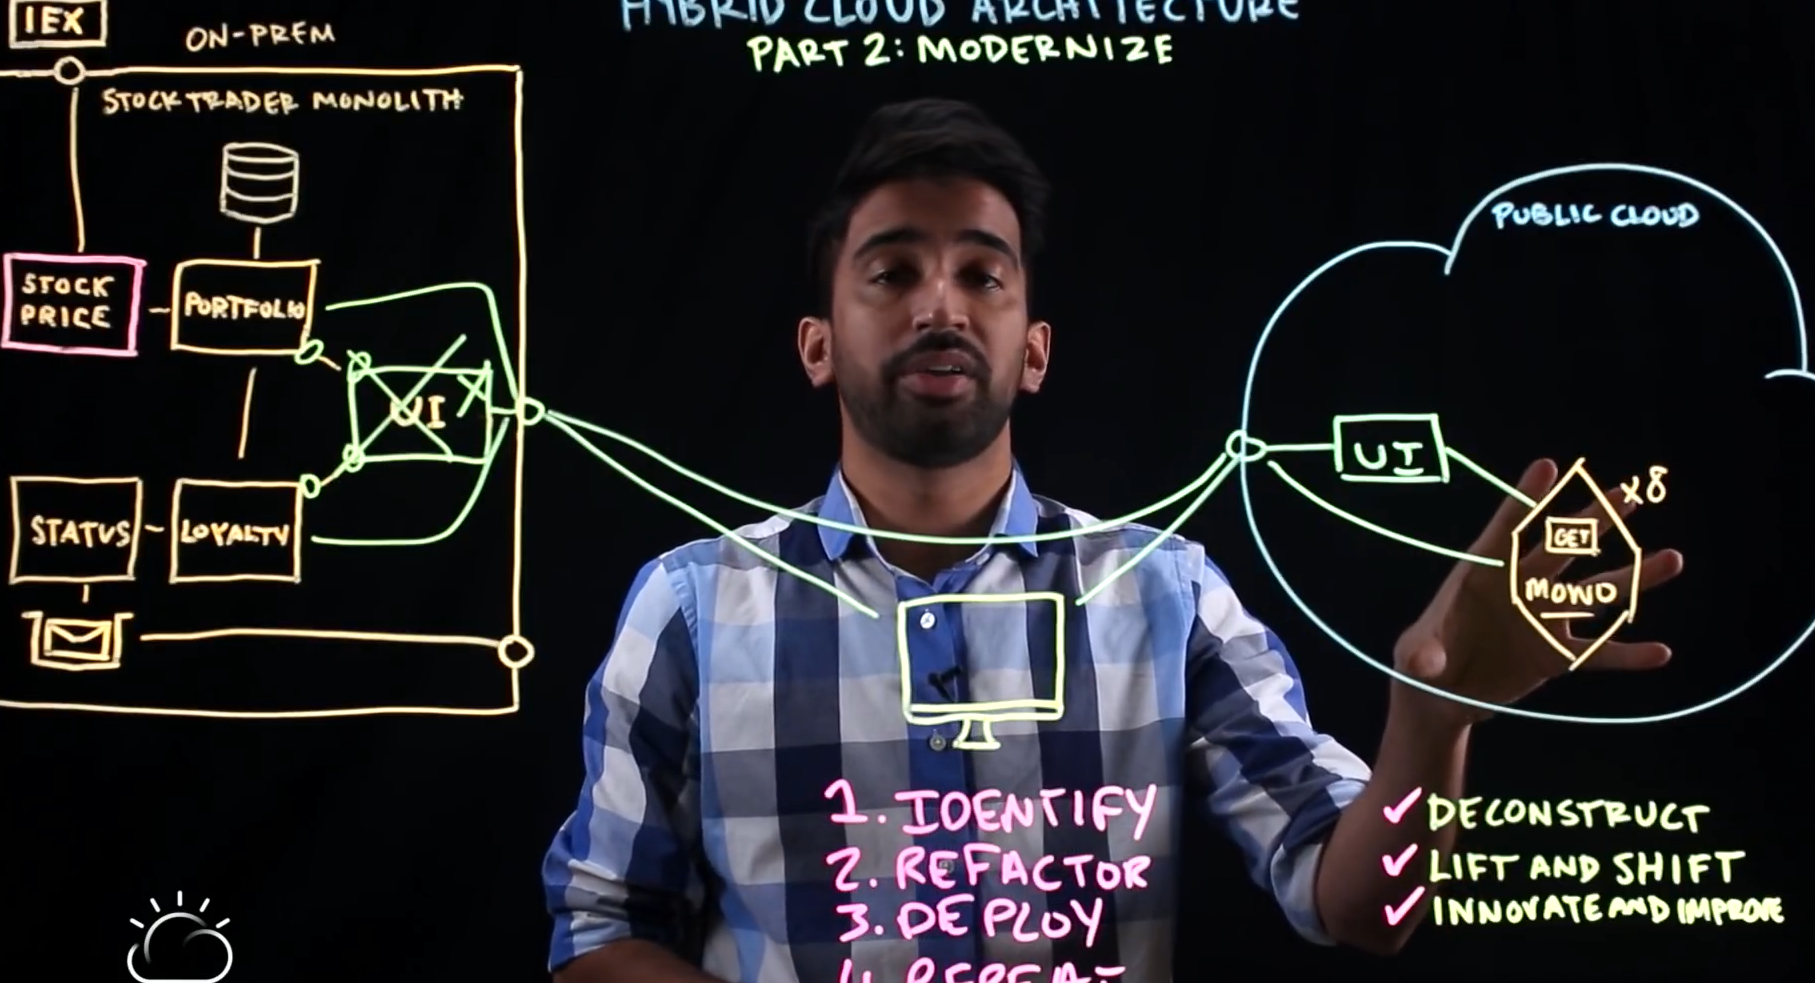 HYBRID CLOUD ARCHITECTURE
PART 2: MODERNIZE
IEX
ON-PREM
STOCK TRADER MONOLITH
STOCK
PRICE
PORTFOLIO
UI X
STATUS
LOYALTY
PUBLIC CLOUD
UI
x8
GET
MONO
1. IDENTIFY
2. REFACTOR
3. DEPLOY
4. REPEAT
✓ DECONSTRUCT
✓ LIFT AND SHIFT
✓ INNOVATE AND IMPROVE